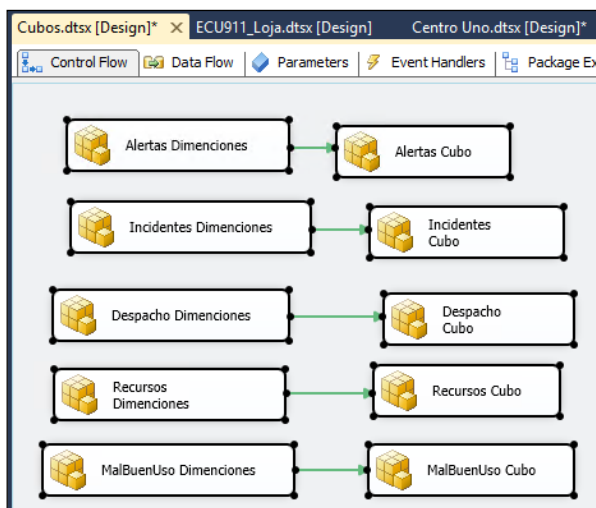 Cubos.dtsx [Design]* ECU911_Loja.dtsx [Design] Centro Uno.dtsx [Design]*
Control Flow Data Flow Parameters Event Handlers Package Ex
Alertas Dimenciones
Alertas Cubo
Incidentes Dimenciones
Incidentes
Cubo
Despacho Dimenciones
Despacho
Cubo
Recursos
Dimenciones
Recursos Cubo
MalBuenUso Dimenciones
MalBuenUso Cubo